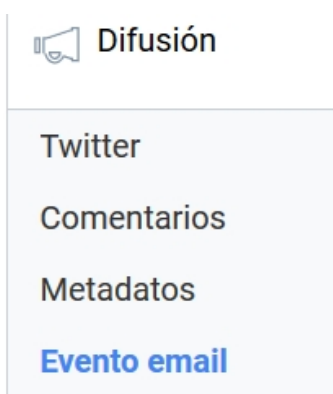 Difusión
Twitter
Comentarios
Metadatos
Evento email